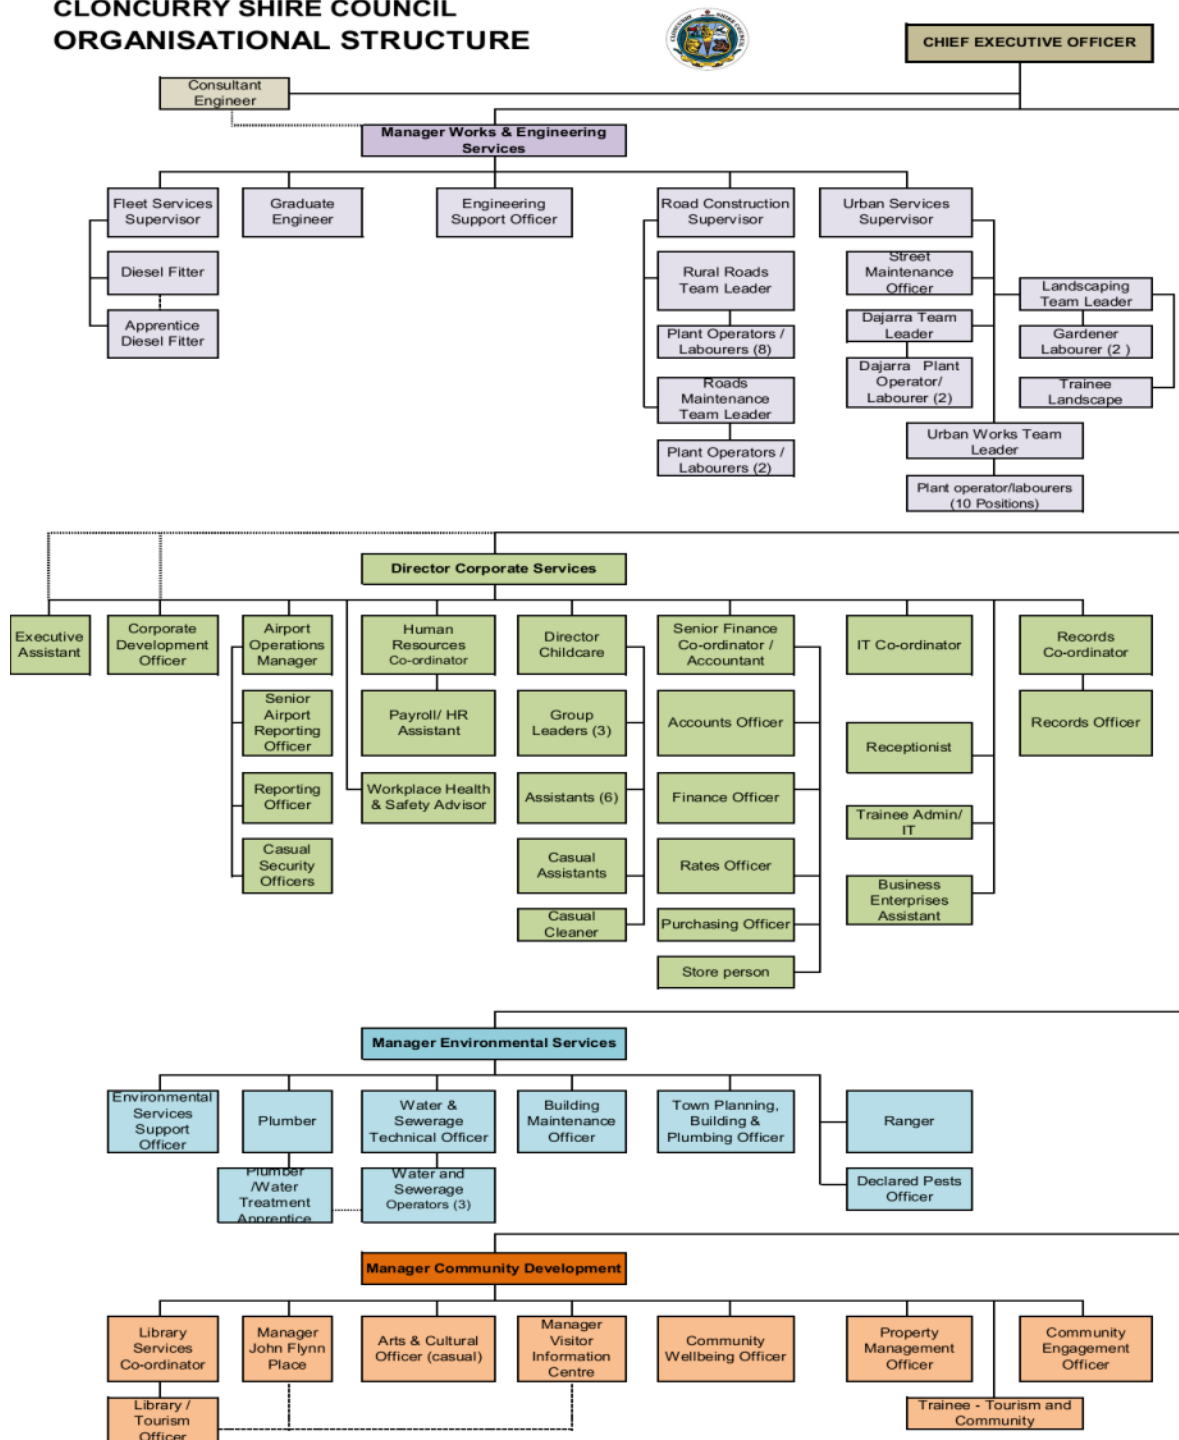 CLONCURRY SHIRE COUNCIL
ORGANISATIONAL STRUCTURE
CLONCURRY SHIRE COUNCIL
CHIEF EXECUTIVE OFFICER
Consultant
Engineer
Manager Works & Engineering
Services
Fleet Services
Supervisor
Graduate
Engineer
Engineering
Support Officer
Road Construction
Supervisor
Urban Services
Supervisor
Diesel Fitter
Apprentice
Diesel Fitter
Rural Roads
Team Leader
Plant Operators /
Labourers (8)
Roads
Maintenance
Team Leader
Plant Operators /
Labourers (2)
Street
Maintenance
Officer
Dajarra Team
Leader
Dajarra Plant
Operator/
Labourer (2)
Landscaping
Team Leader
Gardener
Labourer (2 )
Trainee
Landscape
Urban Works Team
Leader
Plant operator/labourers
(10 Positions)
Director Corporate Services
Executive
Assistant
Corporate
Development
Officer
Airport
Operations
Manager
Human
Resources
Co-ordinator
Director
Childcare
Senior Finance
Co-ordinator /
Accountant
IT Co-ordinator
Records
Co-ordinator
Senior
Airport
Reporting
Officer
Reporting
Officer
Casual
Security
Officers
Payroll/ HR
Assistant
Workplace Health
& Safety Advisor
Group
Leaders (3)
Assistants (6)
Casual
Assistants
Casual
Cleaner
Accounts Officer
Finance Officer
Rates Officer
Purchasing Officer
Store person
Receptionist
Trainee Admin/
IT
Business
Enterprises
Assistant
Records Officer
Manager Environmental Services
Environmental
Services
Support
Officer
Plumber
Water &
Sewerage
Technical Officer
Building
Maintenance
Officer
Town Planning,
Building &
Plumbing Officer
Ranger
Plumber
/Water
Treatment
Apprentice
Water and
Sewerage
Operators (3)
Declared Pests
Officer
Manager Community Development
Library
Services
Co-ordinator
Manager
John Flynn
Place
Arts & Cultural
Officer (casual)
Manager
Visitor
Information
Centre
Community
Wellbeing Officer
Property
Management
Officer
Community
Engagement
Officer
Library /
Tourism
Officer
Trainee - Tourism and
Community